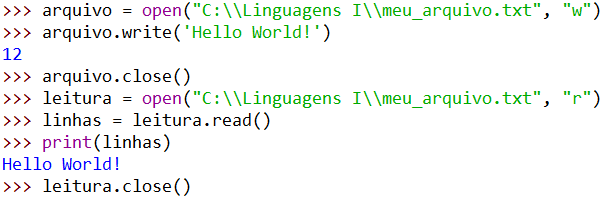 >>> arquivo = open("C:\\Linguagens I\\meu_arquivo.txt", "w")
>>> arquivo.write('Hello World!')
12
>>> arquivo.close()
>>> leitura = open("C:\\Linguagens I\\meu_arquivo.txt", "r")
>>> linhas = leitura.read()
>>> print(linhas)
Hello World!
>>> leitura.close()